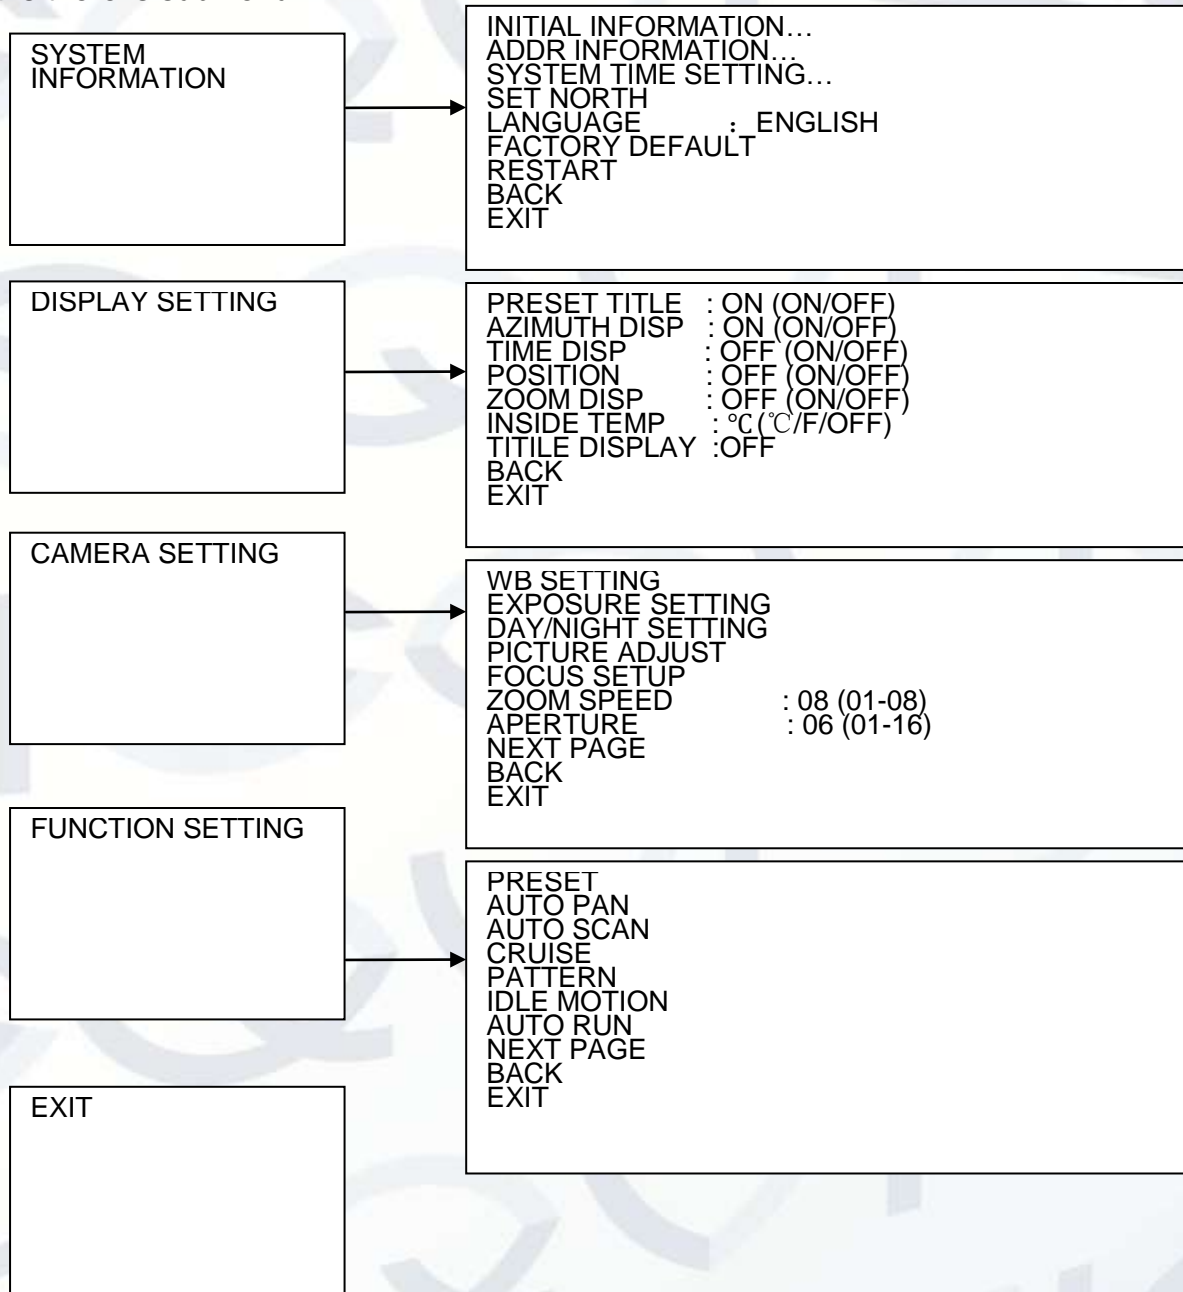 SYSTEM
INFORMATION
INITIAL INFORMATION…
ADDR INFORMATION…
SYSTEM TIME SETTING…
SET NORTH
LANGUAGE : ENGLISH
FACTORY DEFAULT
RESTART
BACK
EXIT
DISPLAY SETTING
PRESET TITLE : ON (ON/OFF)
AZIMUTH DISP : ON (ON/OFF)
TIME DISP : OFF (ON/OFF)
POSITION : OFF (ON/OFF)
ZOOM DISP : OFF (ON/OFF)
INSIDE TEMP : ℃(℃/F/OFF)
TITILE DISPLAY :OFF
BACK
EXIT
CAMERA SETTING
WB SETTING
EXPOSURE SETTING
DAY/NIGHT SETTING
PICTURE ADJUST
FOCUS SETUP
ZOOM SPEED : 08 (01-08)
APERTURE : 06 (01-16)
NEXT PAGE
BACK
EXIT
FUNCTION SETTING
PRESET
AUTO PAN
AUTO SCAN
CRUISE
PATTERN
IDLE MOTION
AUTO RUN
NEXT PAGE
BACK
EXIT
EXIT